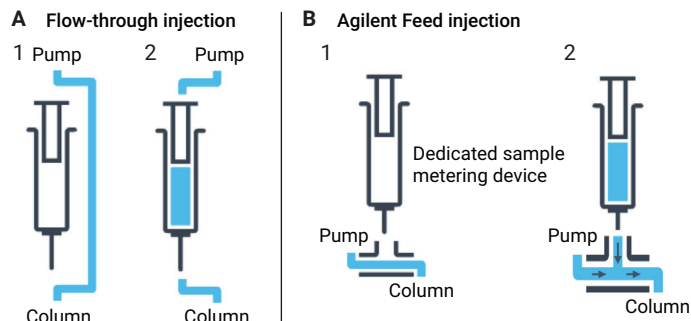 A Flow-through injection
1 Pump
2 Pump
Column
Column
B Agilent Feed injection
1
2
Dedicated sample
metering device
Pump
Column
Pump
Column